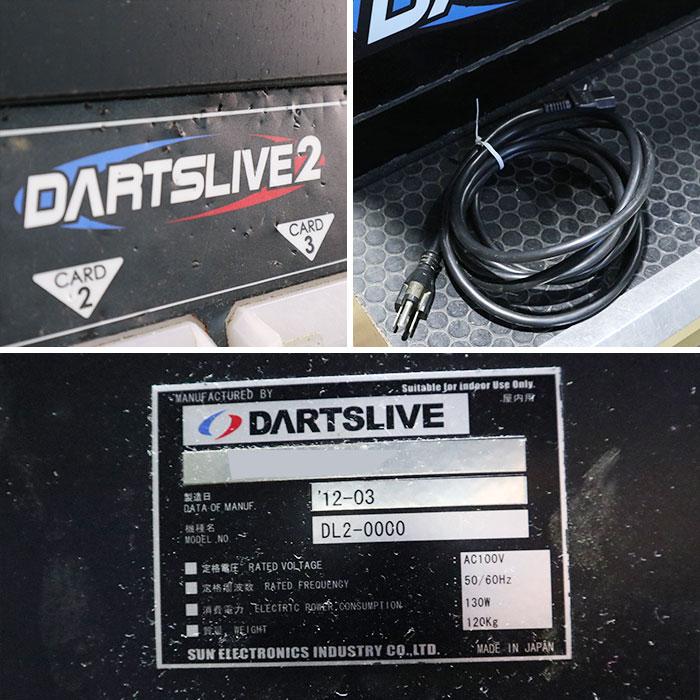 DARTSLIVE2
CARD 2
CARD 3
MANUFACTURED BY
Suitable for indoor Use Only.
屋内用
DARTSLIVE
製造日
DATA OF MANUF.
'12-03
機種名
MODEL.NO
DL2-00C0
定格電圧 RATED VOLTAGE AC100V
定格周波数 RATED FREQUENCY 50/60Hz
消費電力 ELECTRIC POWER CONSUMPTION 130W
質量 WEIGHT 120Kg
SUN ELECTRONICS INDUSTRY CO.,LTD.
MADE IN JAPAN